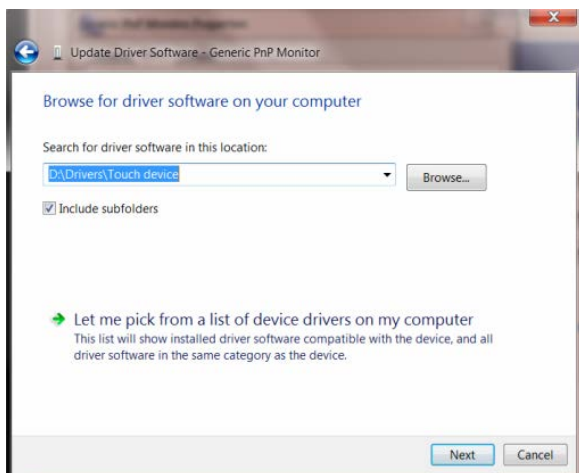 Update Driver Software - Generic PnP Monitor
Browse for driver software on your computer
Search for driver software in this location:
D:\Drivers\Touch device
Browse...
Include subfolders
Let me pick from a list of device drivers on my computer
This list will show installed driver software compatible with the device, and all
driver software in the same category as the device.
Next
Cancel